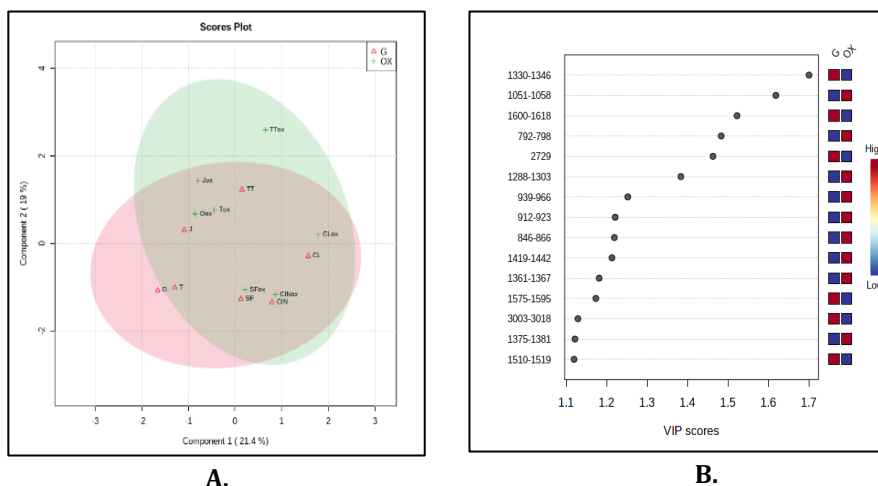 Scores Plot
G
OX
Component 2 ( 19 %)
4
2
0
-2
TTox
Jox
TT
Oox
Tox
J
CLox
CL
O
T
SFox
CINox
SF
CIN
-3
-2
-1
0
1
2
3
Component 1 ( 21.4 %)
A.
G
OX
1330-1346
1051-1058
1600-1618
792-798
2729
1288-1303
939-966
912-923
846-866
1419-1442
1361-1367
1575-1595
3003-3018
1375-1381
1510-1519
1.1
1.2
1.3
1.4
1.5
1.6
1.7
VIP scores
Hig
Low
B.